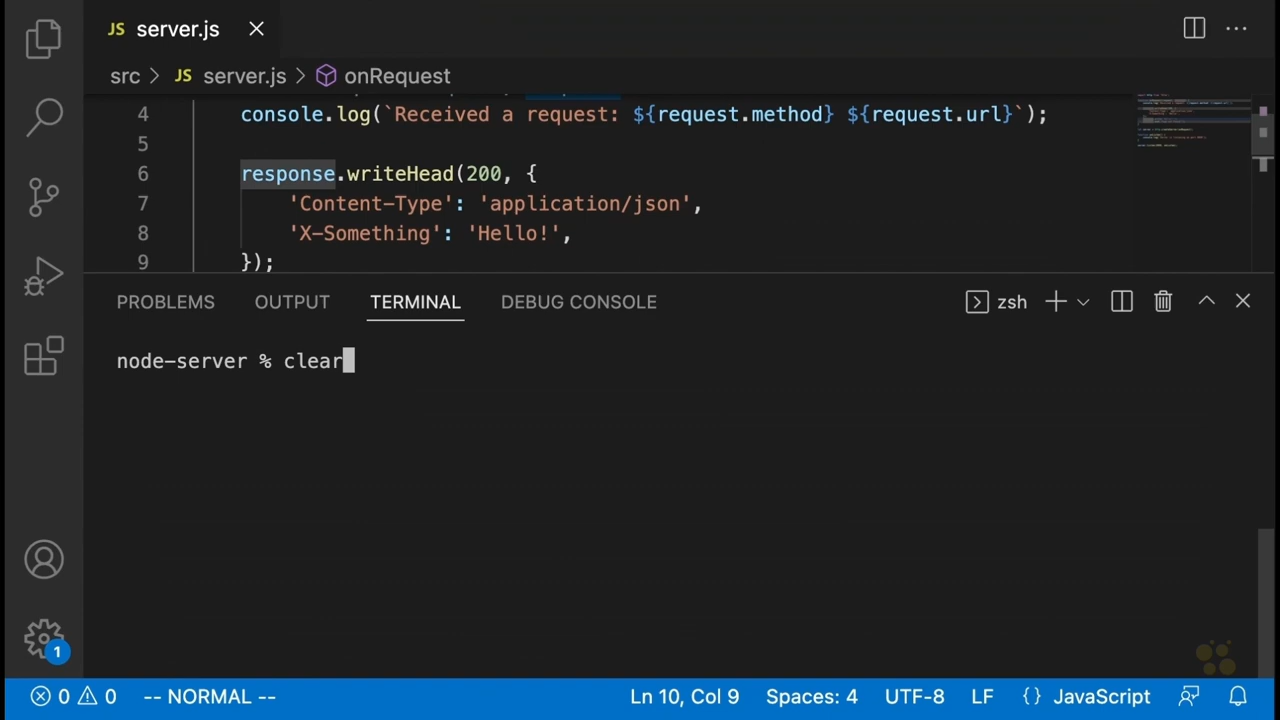 JS server.js
src > JS server.js > onRequest
4 console.log(`Received a request: ${request.method} ${request.url}`);
5
6 response.writeHead(200, {
7 'Content-Type': 'application/json',
8 'X-Something': 'Hello!',
9 });
PROBLEMS OUTPUT TERMINAL DEBUG CONSOLE zsh
node-server % clear
1
0 0 -- NORMAL -- Ln 10, Col 9 Spaces: 4 UTF-8 LF {} JavaScript